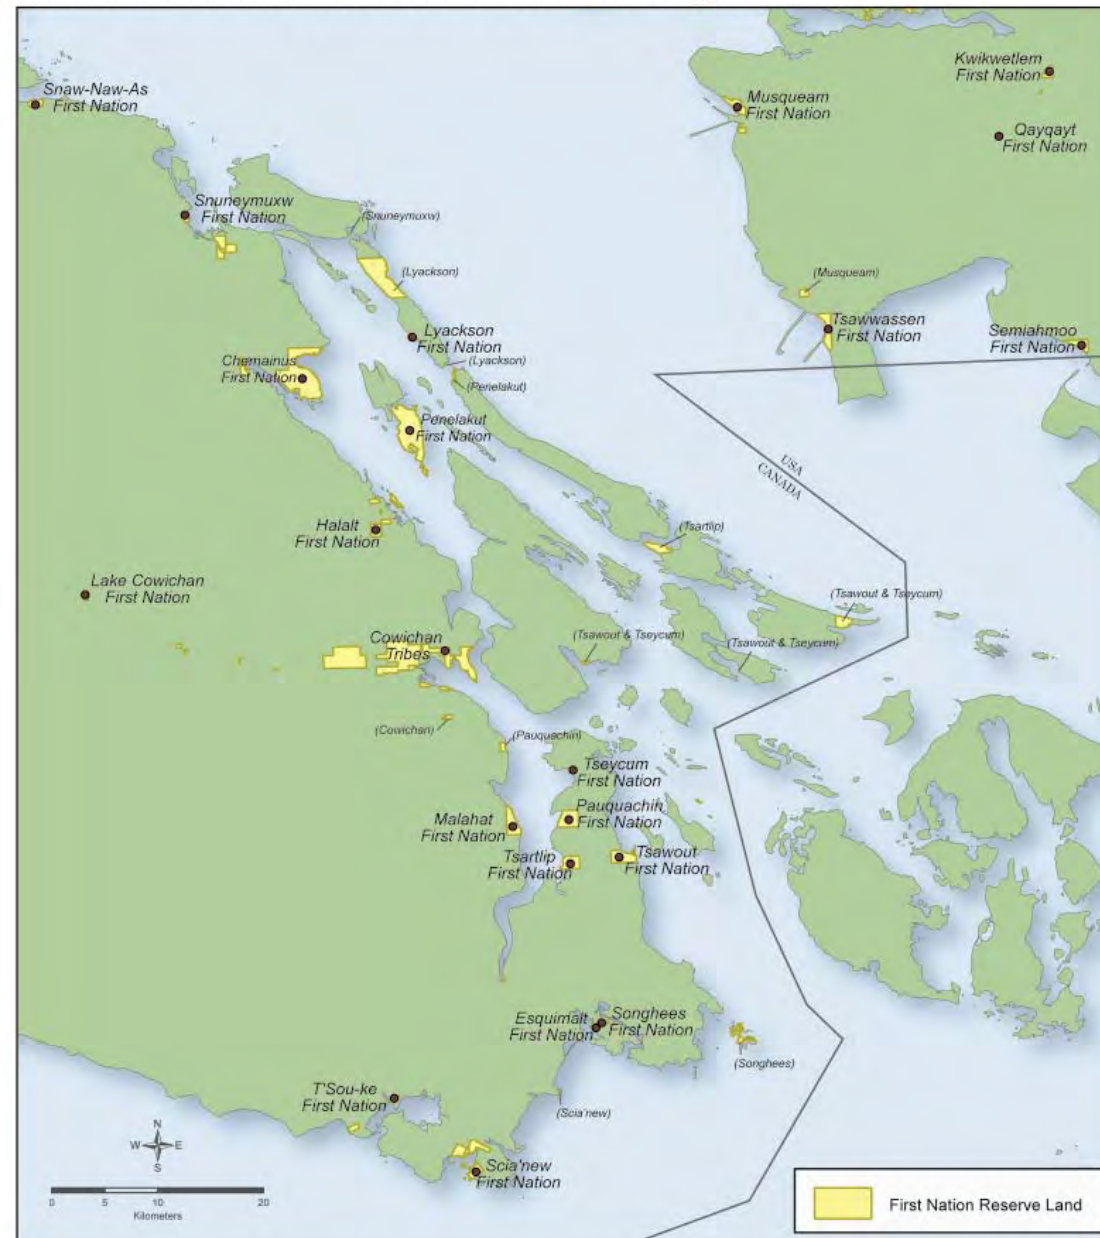 Kwikwetlem
First Nation
Snaw-Naw-As
First Nation
Musqueam
First Nation
Qayqayt
First Nation
Snuneymuxw
First Nation
(Snuneymuxw)
(Lyackson)
(Musqueam)
Tsawwassen
First Nation
Lyackson
First Nation
Semiahmoo
First Nation
(Lyackson)
Chemainus
First Nation
(Penelakut)
Penelakut
First Nation
USA
CANADA
Halalt
First Nation
(Tsartlip)
Lake Cowichan
First Nation
(Tsawout & Tseycum)
Cowichan
Tribes
(Tsawout & Tseycum)
(Tsawout & Tseycum)
(Cowichan)
(Pauquachin)
Tseycum
First Nation
Pauquachin
First Nation
Malahat
First Nation
Tsartlip
First Nation
Tsawout
First Nation
Esquimalt
First Nation
Songhees
First Nation
(Songhees)
T'Sou-ke
First Nation
(Scia'new)
N
W E
S
Scia'new
First Nation
0 5 10 20
Kilometers
First Nation Reserve Land